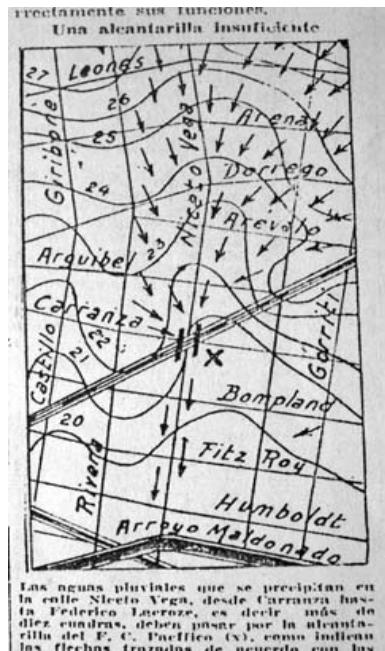 rrectamente sus funciones.
Una alcantarilla insuficiente
27
Leones
26
25
Arenal
Giribone
Niceto Vega
Dorrego
24
Arévalo
23
Arguibel
Carranza
22
Gorriti
Castillo
21
X
Bompland
20
Fitz Roy
Rivera
Humboldt
Arroyo Maldonado
Las aguas pluviales que se precipitan en
la calle Niceto Vega, desde Carranza has-
ta Federico Lacroze, es decir más de
diez cuadras, deben pasar por la alcanta-
rilla del F. C. Pacífico (x), como indican
las flechas trazadas de acuerdo con las